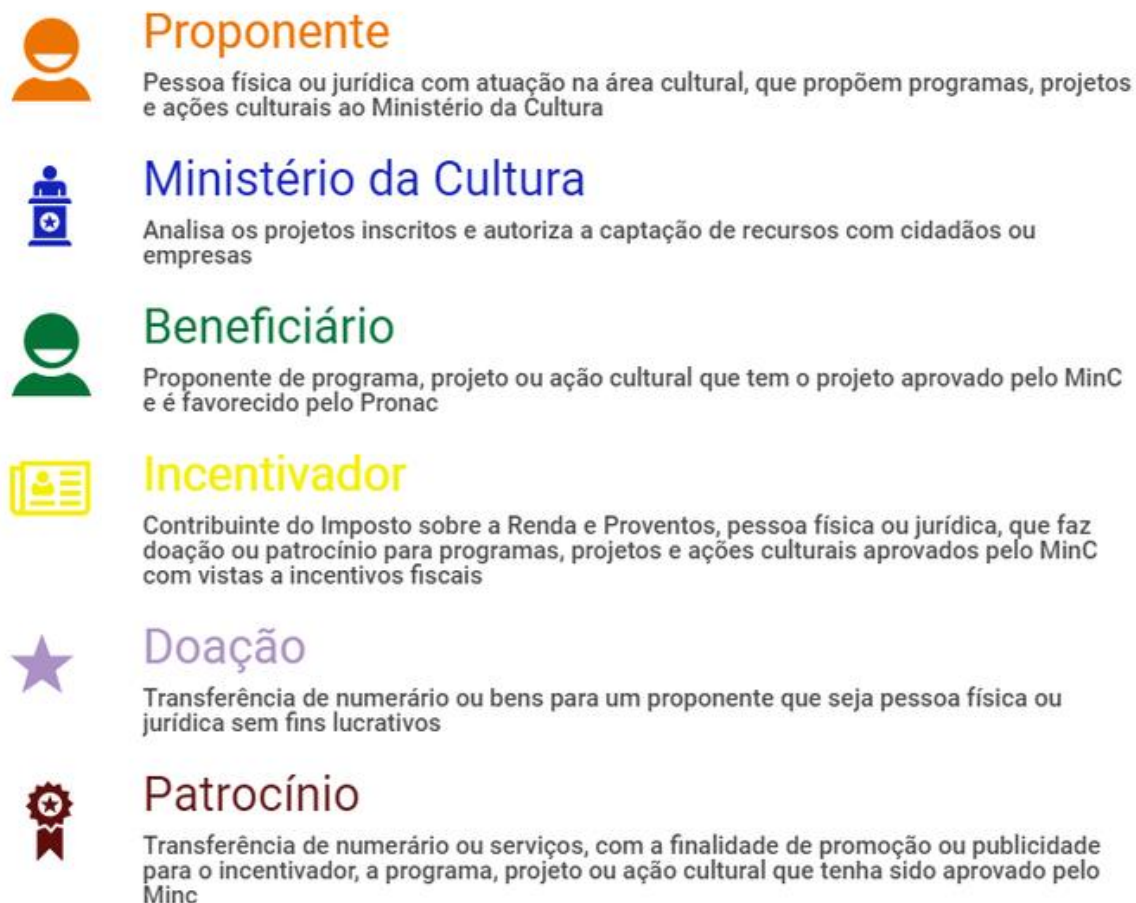 Proponente
Pessoa física ou jurídica com atuação na área cultural, que propõem programas, projetos
e ações culturais ao Ministério da Cultura
Ministério da Cultura
Analisa os projetos inscritos e autoriza a captação de recursos com cidadãos ou
empresas
Beneficiário
Proponente de programa, projeto ou ação cultural que tem o projeto aprovado pelo MinC
e é favorecido pelo Pronac
Incentivador
Contribuinte do Imposto sobre a Renda e Proventos, pessoa física ou jurídica, que faz
doação ou patrocínio para programas, projetos e ações culturais aprovados pelo MinC
com vistas a incentivos fiscais
Doação
Transferência de numerário ou bens para um proponente que seja pessoa física ou
jurídica sem fins lucrativos
Patrocínio
Transferência de numerário ou serviços, com a finalidade de promoção ou publicidade
para o incentivador, a programa, projeto ou ação cultural que tenha sido aprovado pelo
Minc